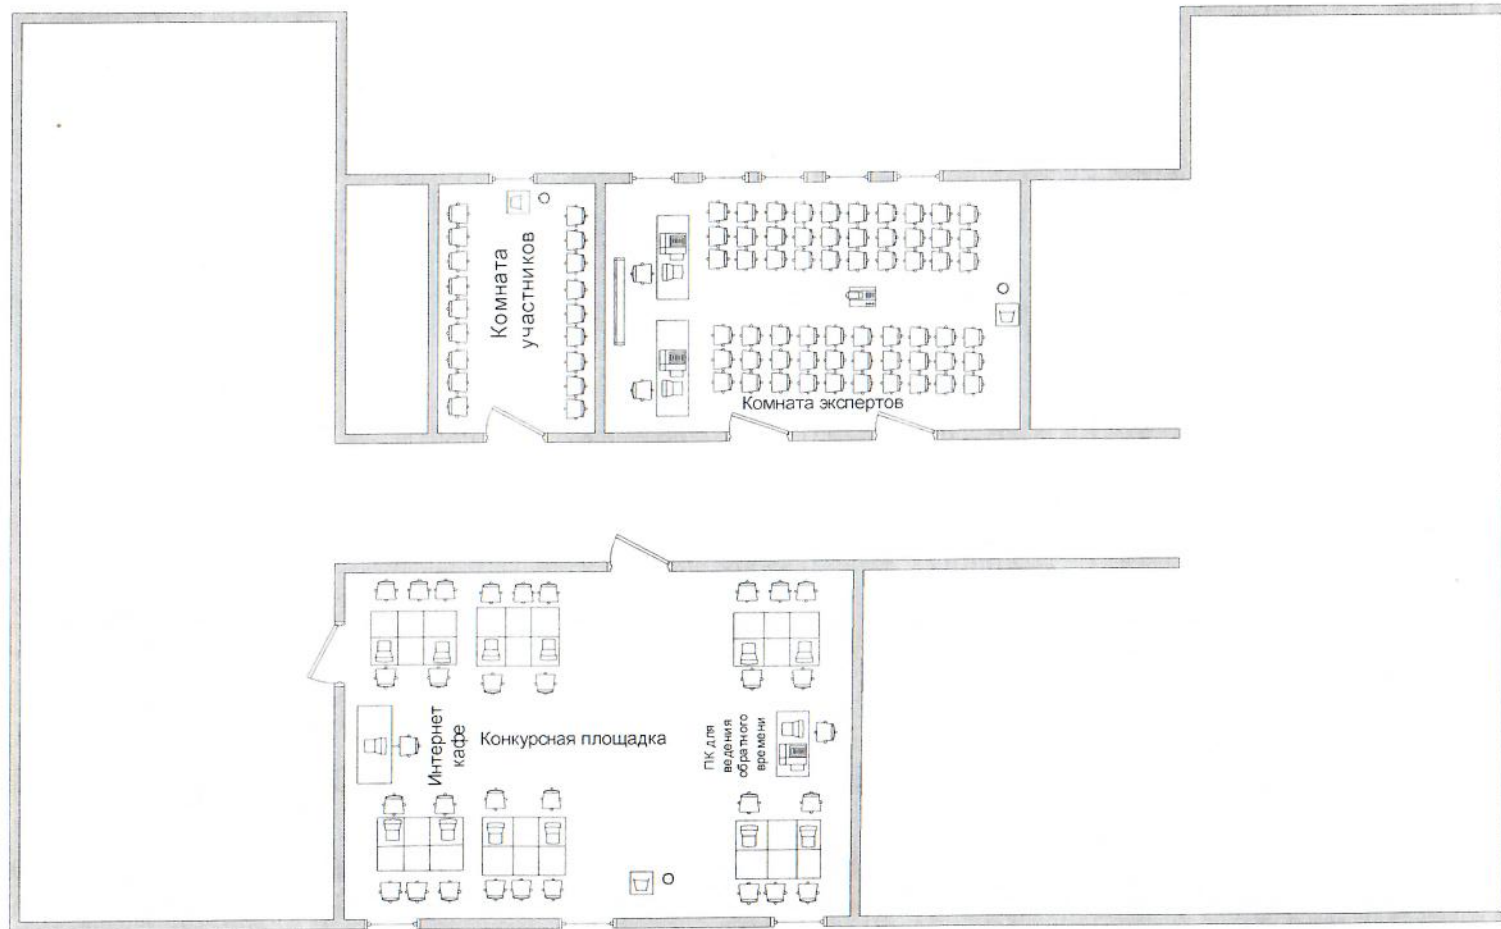 Комната
участников
Комната экспертов
Интернет
кафе
Конкурсная площадка
ПК для
ведения
обратного
времени